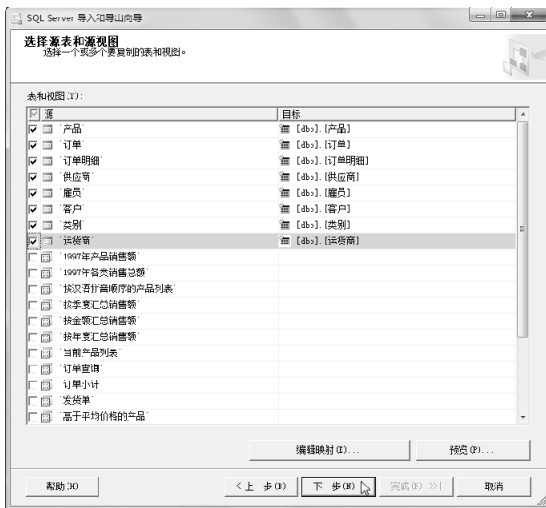 SQL Server 导入和导出向导
选择源表和源视图
选择一个或多个要复制的表和视图。
表和视图(T):
源 目标
`产品` [dbo].[产品]
`订单` [dbo].[订单]
`订单明细` [dbo].[订单明细]
`供应商` [dbo].[供应商]
`雇员` [dbo].[雇员]
`客户` [dbo].[客户]
`类别` [dbo].[类别]
`运货商` [dbo].[运货商]
`1997年产品销售额`
`1997年各类销售总额`
`按汉语拼音顺序的产品列表`
`按季度汇总销售额`
`按金额汇总销售额`
`按年度汇总销售额`
`当前产品列表`
`订单查询`
`订单小计`
`发货单`
`高于平均价格的产品`
编辑映射(E)... 预览(P)...
帮助(H) <上一步(B) 下一步(N) 完成(F) >>| 取消